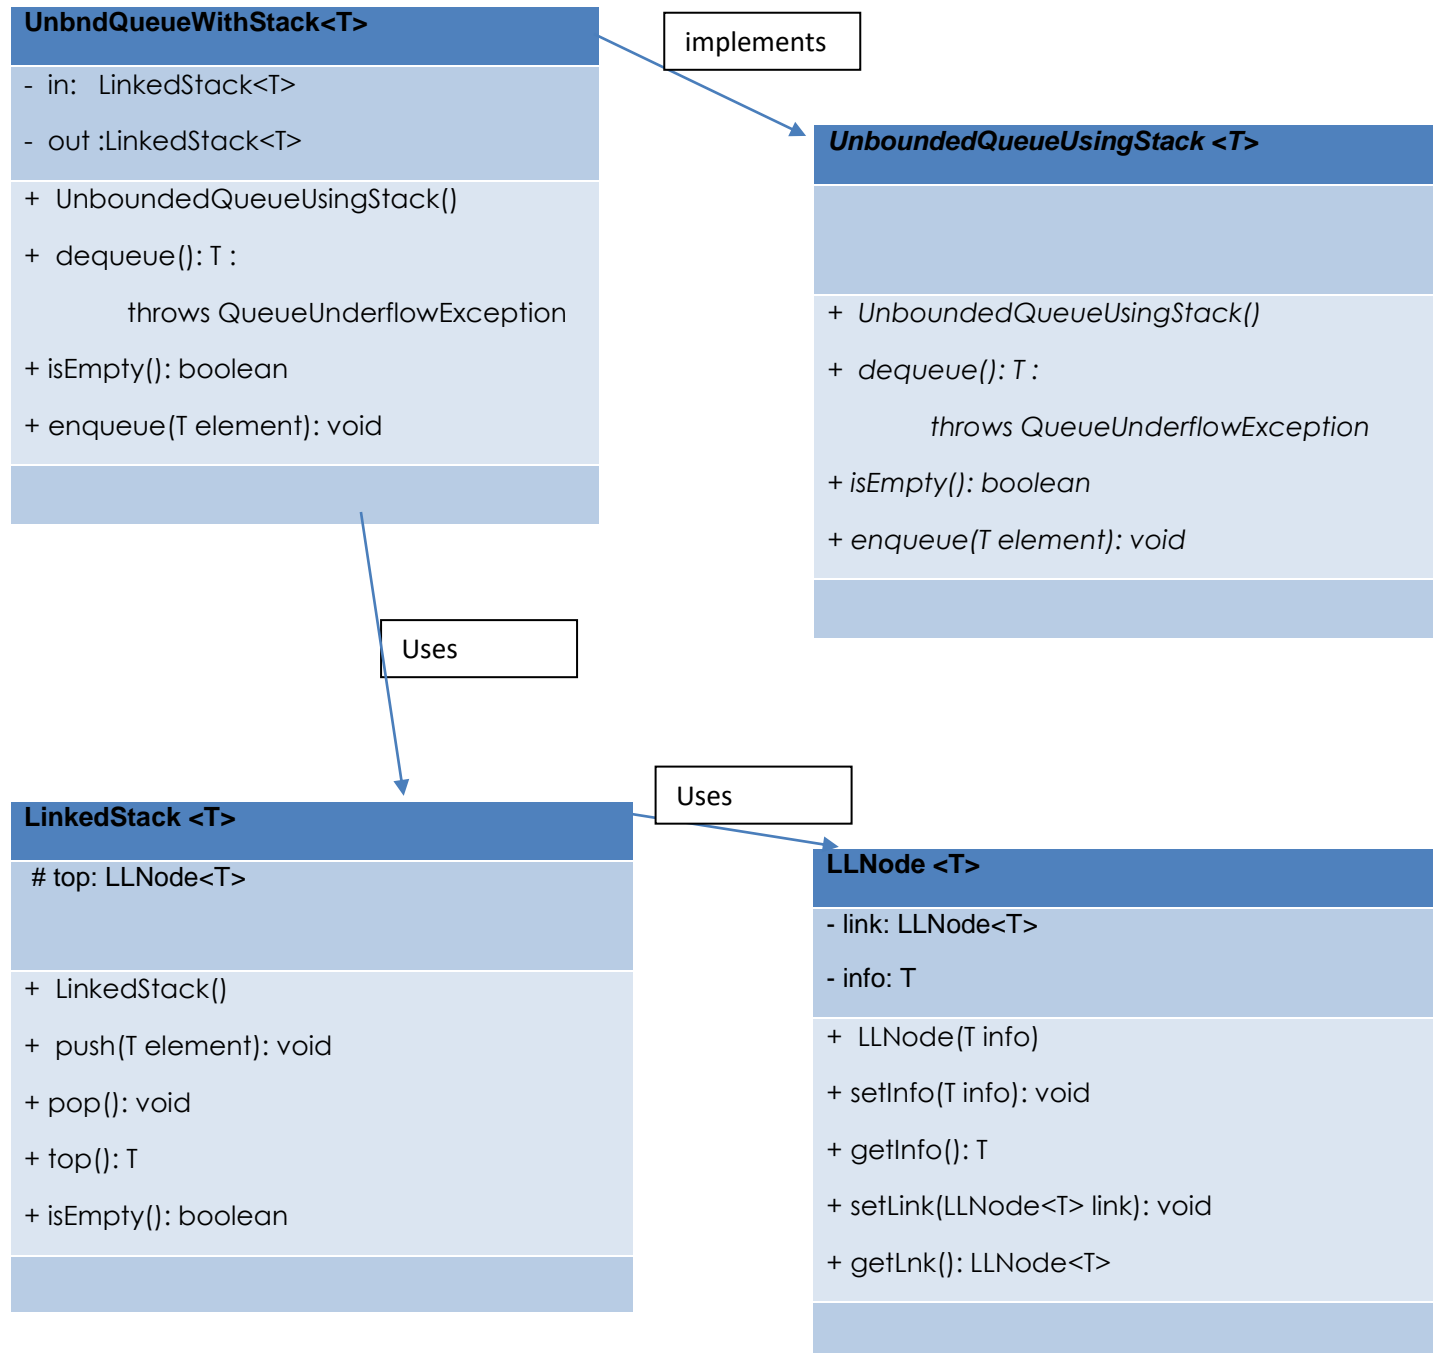 UnbndQueueWithStack<T>
- in: LinkedStack<T>
- out :LinkedStack<T>
+ UnboundedQueueUsingStack()
+ dequeue(): T :
throws QueueUnderflowException
+ isEmpty(): boolean
+ enqueue(T element): void
implements
UnboundedQueueUsingStack <T>
+ UnboundedQueueUsingStack()
+ dequeue(): T :
throws QueueUnderflowException
+ isEmpty(): boolean
+ enqueue(T element): void
Uses
LinkedStack <T>
# top: LLNode<T>
+ LinkedStack()
+ push(T element): void
+ pop(): void
+ top(): T
+ isEmpty(): boolean
Uses
LLNode <T>
- link: LLNode<T>
- info: T
+ LLNode(T info)
+ setInfo(T info): void
+ getInfo(): T
+ setLink(LLNode<T> link): void
+ getLnk(): LLNode<T>